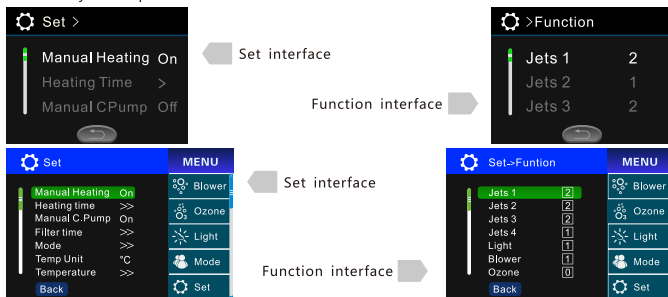 Set >
Manual Heating On
Heating Time >
Manual CPump Off
Set interface
Function interface
>Function
Jets 1 2
Jets 2 1
Jets 3 2
Set
MENU
Manual Heating On
Heating time >>
Manual C.Pump On
Filter time >>
Mode >>
Temp Unit °C
Temperature >>
Back
Blower
O₃ Ozone
Light
Mode
Set
Set interface
Function interface
Set->Funtion
MENU
Jets 1 2
Jets 2 2
Jets 3 2
Jets 4 1
Light 1
Blower 1
Ozone 0
Back
Blower
O₃ Ozone
Light
Mode
Set